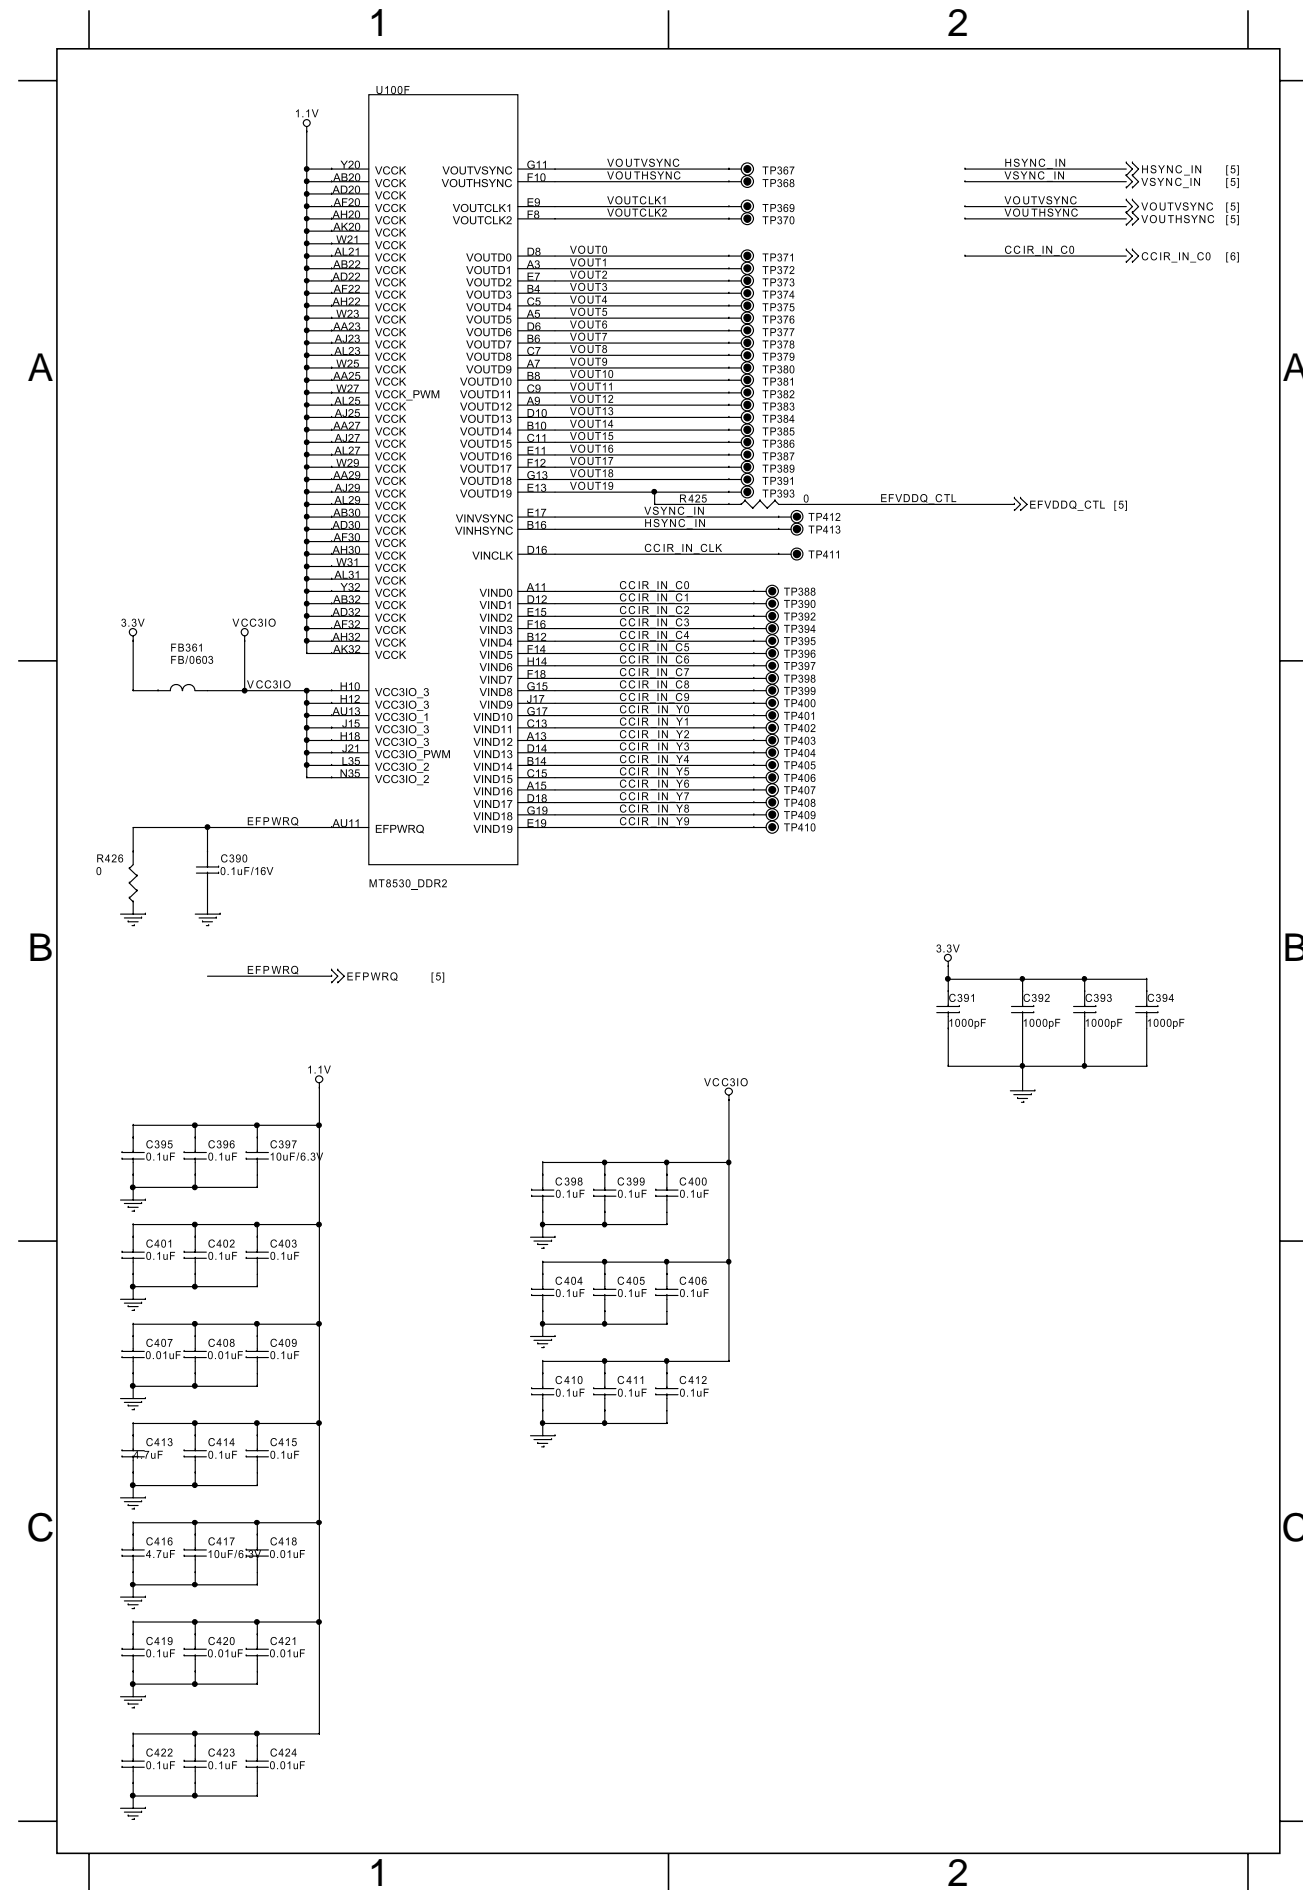 1 2
U100F
1.1V
Y20 VCCK VOUTVSYNC G11 VOUTVSYNC TP367 HSYNC_IN HSYNC_IN [5]
AB20 VCCK VOUTHSYNC F10 VOUTHSYNC TP368 VSYNC_IN VSYNC_IN [5]
AD20 VCCK
AF20 VCCK VOUTCLK1 E9 VOUTCLK1 TP369 VOUTVSYNC VOUTVSYNC [5]
AH20 VCCK VOUTCLK2 F8 VOUTCLK2 TP370 VOUTHSYNC VOUTHSYNC [5]
AK20 VCCK
W21 VCCK
AL21 VCCK VOUTD0 D8 VOUT0 TP371 CCIR_IN_C0 CCIR_IN_C0 [6]
AB22 VCCK VOUTD1 A3 VOUT1 TP372
AD22 VCCK VOUTD2 E7 VOUT2 TP373
AF22 VCCK VOUTD3 B4 VOUT3 TP374
AH22 VCCK VOUTD4 C5 VOUT4 TP375
W23 VCCK VOUTD5 A5 VOUT5 TP376
AA23 VCCK VOUTD6 D6 VOUT6 TP377
AJ23 VCCK VOUTD7 B6 VOUT7 TP378
AL23 VCCK VOUTD8 C7 VOUT8 TP379
W25 VCCK VOUTD9 A7 VOUT9 TP380
AA25 VCCK VOUTD10 B8 VOUT10 TP381
W27 VCCK_PWM VOUTD11 C9 VOUT11 TP382
AL25 VCCK VOUTD12 A9 VOUT12 TP383
AJ25 VCCK VOUTD13 D10 VOUT13 TP384
AA27 VCCK VOUTD14 B10 VOUT14 TP385
AJ27 VCCK VOUTD15 C11 VOUT15 TP386
AL27 VCCK VOUTD16 E11 VOUT16 TP387
W29 VCCK VOUTD17 F12 VOUT17 TP389
AA29 VCCK VOUTD18 G13 VOUT18 TP391
AJ29 VCCK VOUTD19 E13 VOUT19 TP393
AL29 VCCK R425 0 EFVDDQ_CTL EFVDDQ_CTL [5]
AB30 VCCK VINVSYNC E17 VSYNC_IN TP412
AD30 VCCK VINHSYNC B16 HSYNC_IN TP413
AF30 VCCK
AH30 VCCK VINCLK D16 CCIR_IN_CLK TP411
W31 VCCK
AL31 VCCK
Y32 VCCK VIND0 A11 CCIR_IN_C0 TP388
AB32 VCCK VIND1 D12 CCIR_IN_C1 TP390
AD32 VCCK VIND2 E15 CCIR_IN_C2 TP392
AF32 VCCK VIND3 F16 CCIR_IN_C3 TP394
AH32 VCCK VIND4 B12 CCIR_IN_C4 TP395
AK32 VCCK VIND5 F14 CCIR_IN_C5 TP396
A A
3.3V VCC3IO
FB361
FB/0603
VIND6 H14 CCIR_IN_C6 TP397
VIND7 F18 CCIR_IN_C7 TP398
VCC3IO H10 VCC3IO_3 VIND8 G15 CCIR_IN_C8 TP399
H12 VCC3IO_3 VIND9 J17 CCIR_IN_C9 TP400
AU13 VCC3IO_1 VIND10 G17 CCIR_IN_Y0 TP401
J15 VCC3IO_3 VIND11 C13 CCIR_IN_Y1 TP402
H18 VCC3IO_3 VIND12 A13 CCIR_IN_Y2 TP403
J21 VCC3IO_PWM VIND13 D14 CCIR_IN_Y3 TP404
L35 VCC3IO_2 VIND14 B14 CCIR_IN_Y4 TP405
N35 VCC3IO_2 VIND15 C15 CCIR_IN_Y5 TP406
VIND16 A15 CCIR_IN_Y6 TP407
VIND17 D18 CCIR_IN_Y7 TP408
VIND18 G19 CCIR_IN_Y8 TP409
EFPWRQ AU11 EFPWRQ VIND19 E19 CCIR_IN_Y9 TP410
R426 C390
0 0.1uF/16V
MT8530_DDR2
B B
EFPWRQ EFPWRQ [5]
3.3V
C391 C392 C393 C394
1000pF 1000pF 1000pF 1000pF
1.1V
VCC3IO
C395 C396 C397
0.1uF 0.1uF 10uF/6.3V
C398 C399 C400
0.1uF 0.1uF 0.1uF
C401 C402 C403
0.1uF 0.1uF 0.1uF
C404 C405 C406
0.1uF 0.1uF 0.1uF
C407 C408 C409
0.01uF 0.01uF 0.1uF
C410 C411 C412
0.1uF 0.1uF 0.1uF
C413 C414 C415
4.7uF 0.1uF 0.1uF
C C
C416 C417 C418
4.7uF 10uF/6.3V 0.01uF
C419 C420 C421
0.1uF 0.01uF 0.01uF
C422 C423 C424
0.1uF 0.1uF 0.01uF
1 2